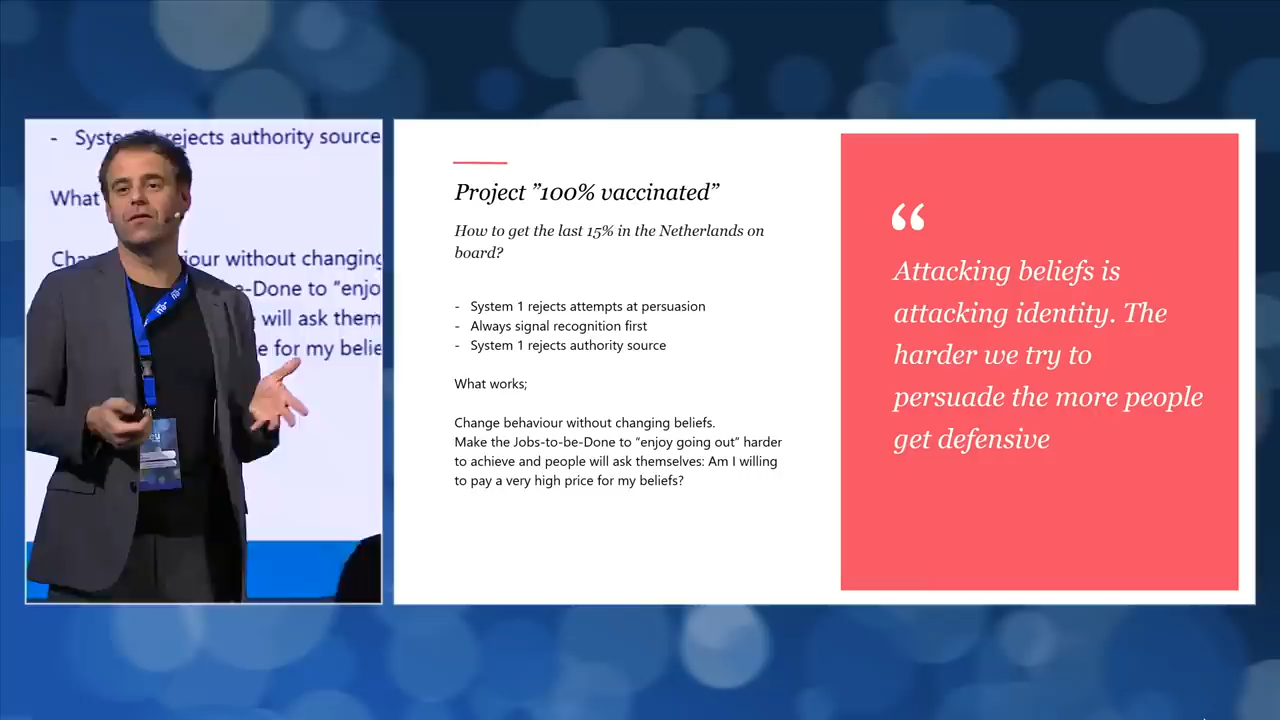 - System 1 rejects authority source
What
Change behaviour without changing
e-Done to "enjo
will ask them
e for my belie
Project ”100% vaccinated”
How to get the last 15% in the Netherlands on
board?
- System 1 rejects attempts at persuasion
- Always signal recognition first
- System 1 rejects authority source
What works;
Change behaviour without changing beliefs.
Make the Jobs-to-be-Done to “enjoy going out” harder
to achieve and people will ask themselves: Am I willing
to pay a very high price for my beliefs?
“
Attacking beliefs is
attacking identity. The
harder we try to
persuade the more people
get defensive